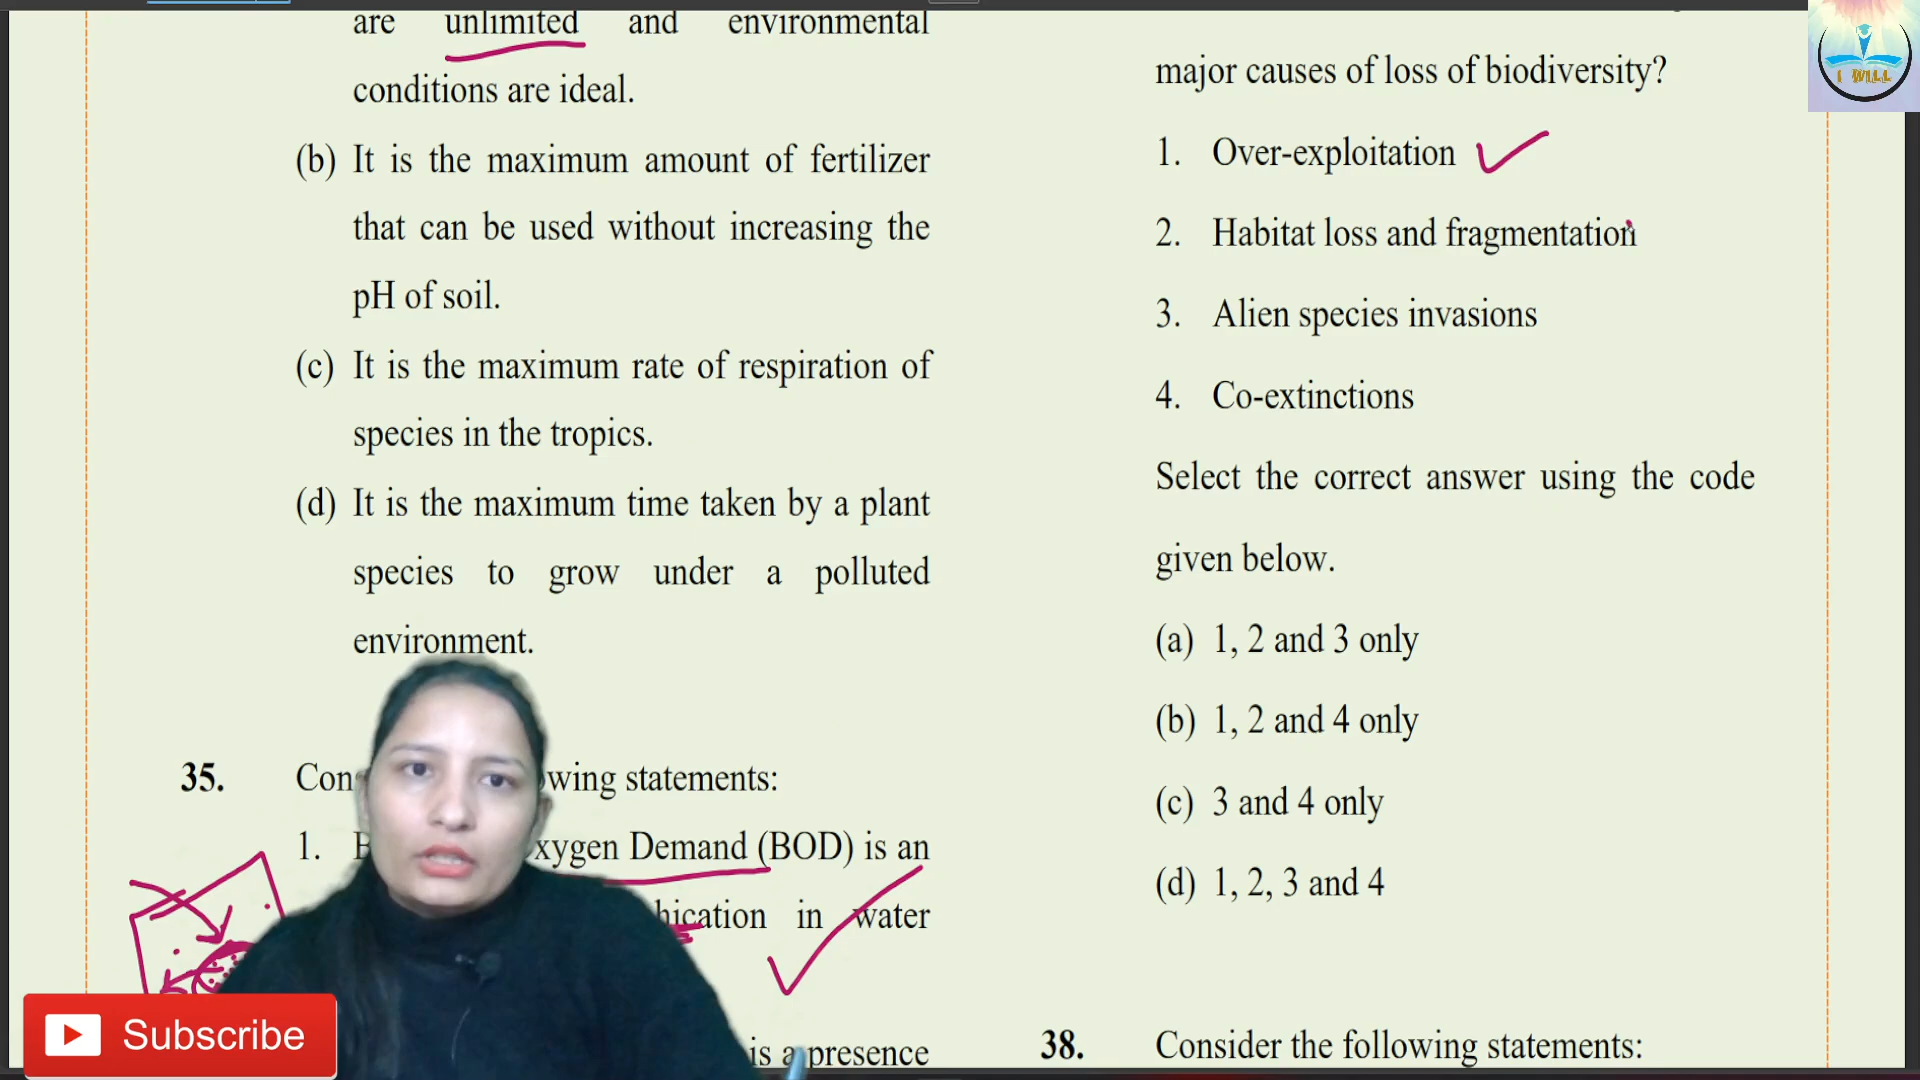 are unlimited and environmental
conditions are ideal.
(b) It is the maximum amount of fertilizer
that can be used without increasing the
pH of soil.
(c) It is the maximum rate of respiration of
species in the tropics.
(d) It is the maximum time taken by a plant
species to grow under a polluted
environment.
35. Con wing statements:
1. xygen Demand (BOD) is an
hication in water
is a presence
major causes of loss of biodiversity?
1. Over-exploitation
2. Habitat loss and fragmentation
3. Alien species invasions
4. Co-extinctions
Select the correct answer using the code
given below.
(a) 1, 2 and 3 only
(b) 1, 2 and 4 only
(c) 3 and 4 only
(d) 1, 2, 3 and 4
38. Consider the following statements:
I WILL
Subscribe